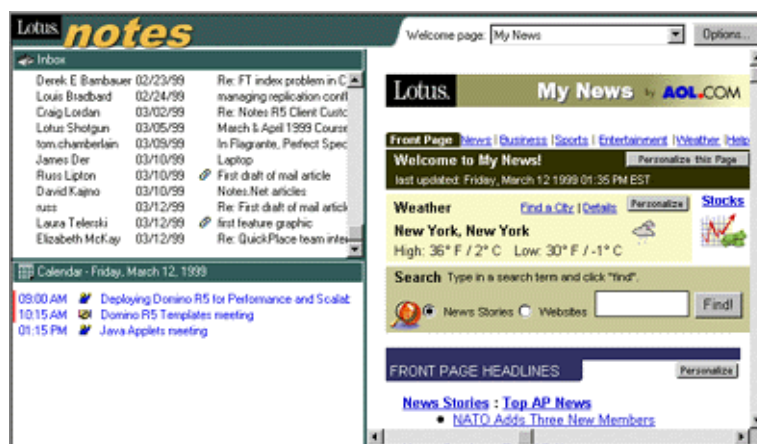 Lotus. notes
Welcome page: My News Options...
Inbox
Derek E Bambauer 02/23/99 Re: FT index problem in C
Louis Bradbard 02/24/99 managing replication confl
Craig Lordan 03/02/99 Re: Notes R5 Client Custo
Lotus Shotgun 03/05/99 March & April 1999 Course
tom.chamberlain 03/09/99 In Flagrante, Perfect Spec
James Der 03/10/99 Laptop
Russ Lipton 03/10/99 First draft of mail article
David Kajmo 03/10/99 Notes.Net articles
russ 03/12/99 Re: First draft of mail articl
Laura Telerski 03/12/99 first feature graphic
Elizabeth McKay 03/12/99 Re: QuickPlace team inte
Calendar - Friday, March 12, 1999
09:00 AM Deploying Domino R5 for Performance and Scalab
10:15 AM Domino R5 Templates meeting
01:15 PM Java Applets meeting
Lotus. My News by AOL.COM
Front Page News | Business | Sports | Entertainment | Weather | Help
Welcome to My News! Personalize this Page
last updated: Friday, March 12 1999 01:35 PM EST
Weather Find a City | Details Personalize Stocks
New York, New York
High: 36° F / 2° C Low: 30° F / -1° C
Search Type in a search term and click "find".
News Stories Websites Find!
FRONT PAGE HEADLINES Personalize
News Stories : Top AP News
NATO Adds Three New Members